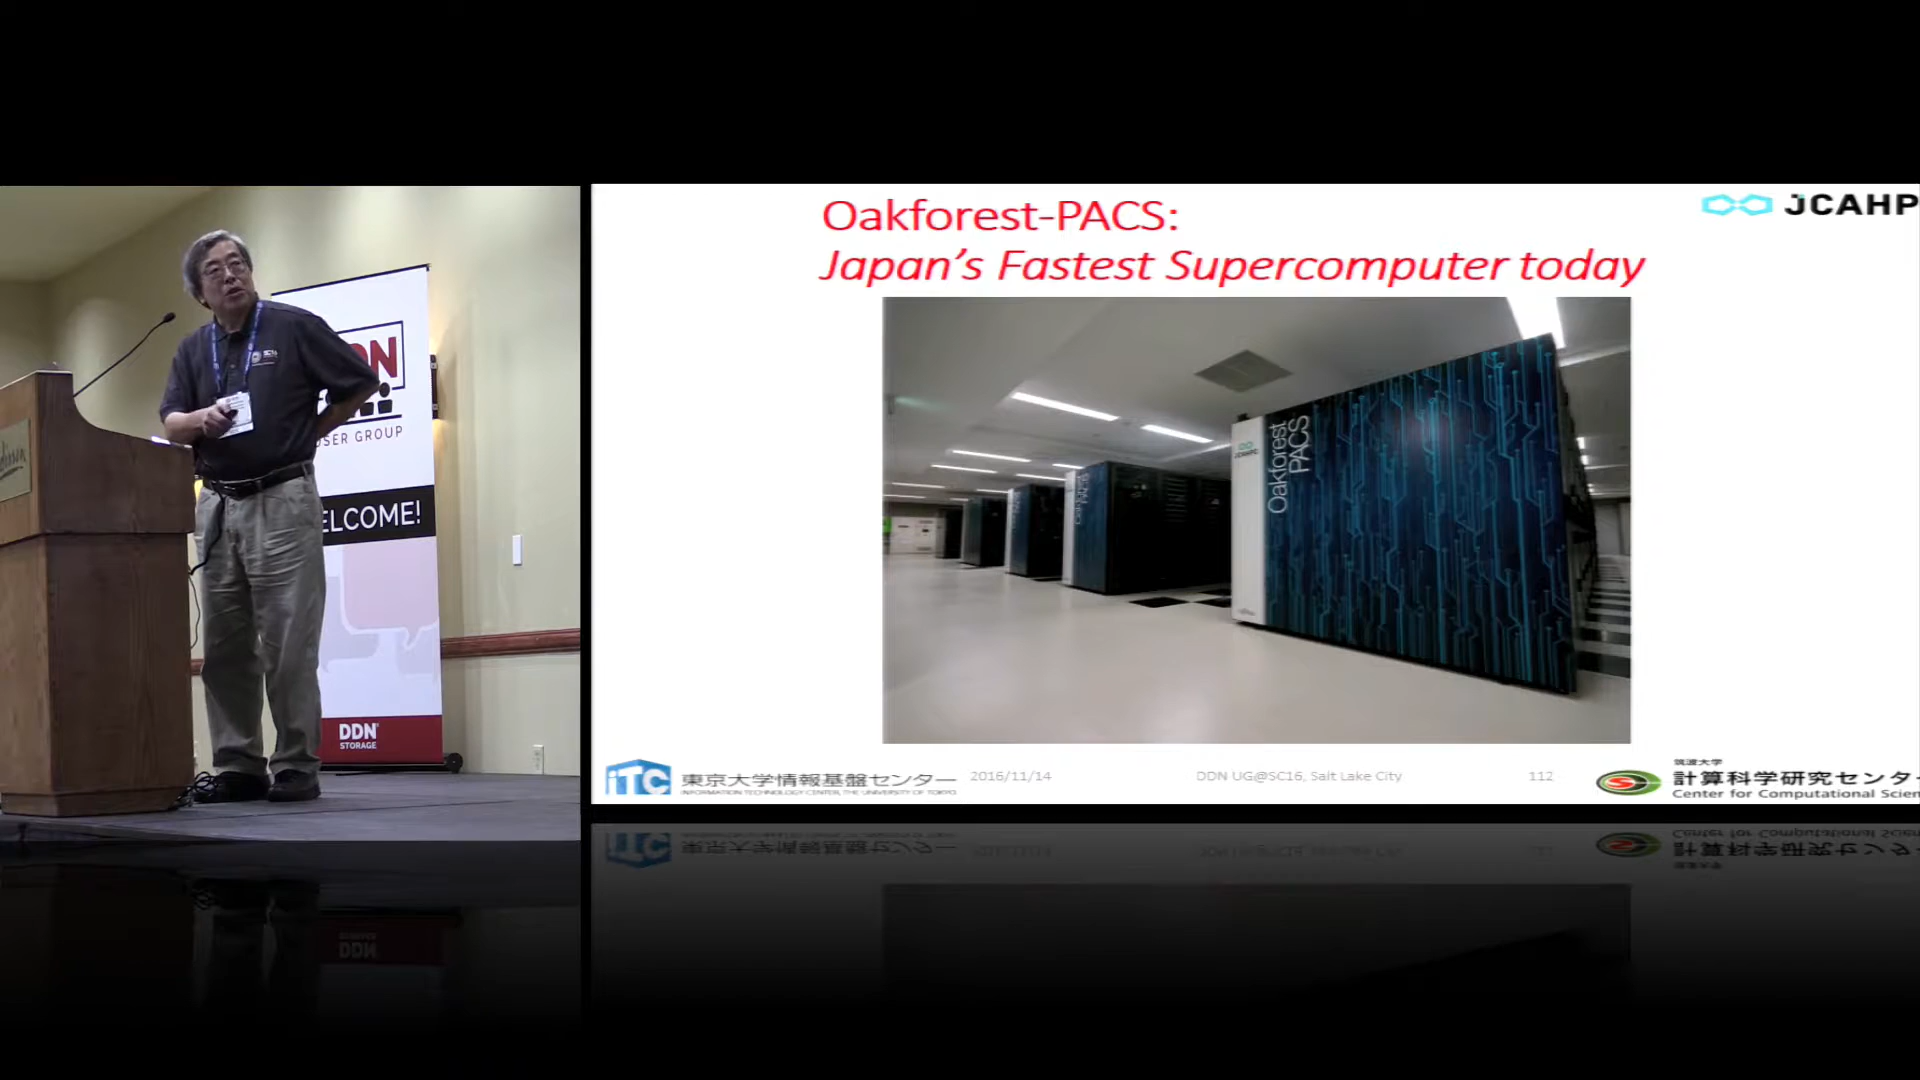 Oakforest-PACS:
Japan's Fastest Supercomputer today
JCAHP
Oakforest
PACS
SER GROUP
ELCOME!
DDN
STORAGE
iTC 東京大学情報基盤センター
INFORMATION TECHNOLOGY CENTER, THE UNIVERSITY OF TOKYO
2016/11/14
DDN UG@SC16, Salt Lake City
112
筑波大学
計算科学研究センタ
Center for Computational Scien